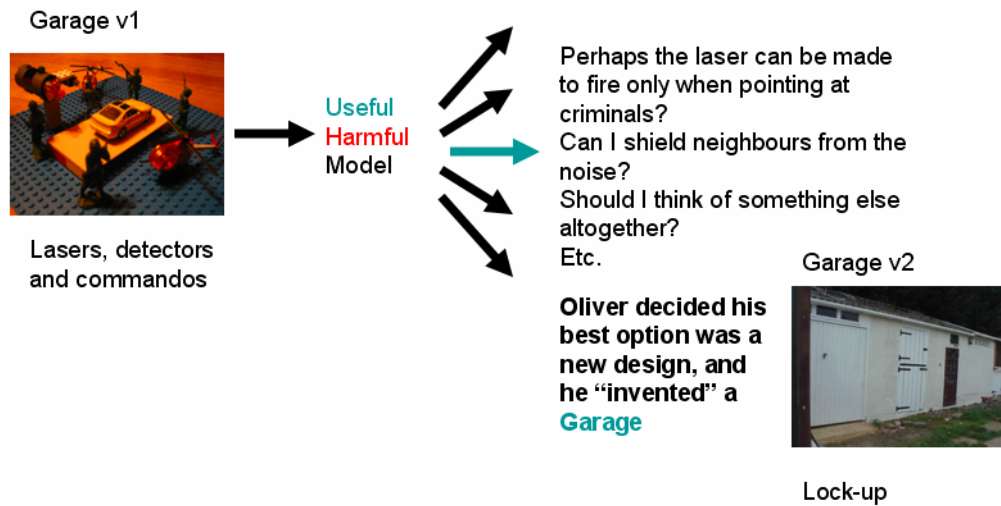 Garage v1
Lasers, detectors
and commandos
Useful
Harmful
Model
Perhaps the laser can be made
to fire only when pointing at
criminals?
Can I shield neighbours from the
noise?
Should I think of something else
altogether?
Etc.
Oliver decided his
best option was a
new design, and
he “invented” a
Garage
Garage v2
Lock-up